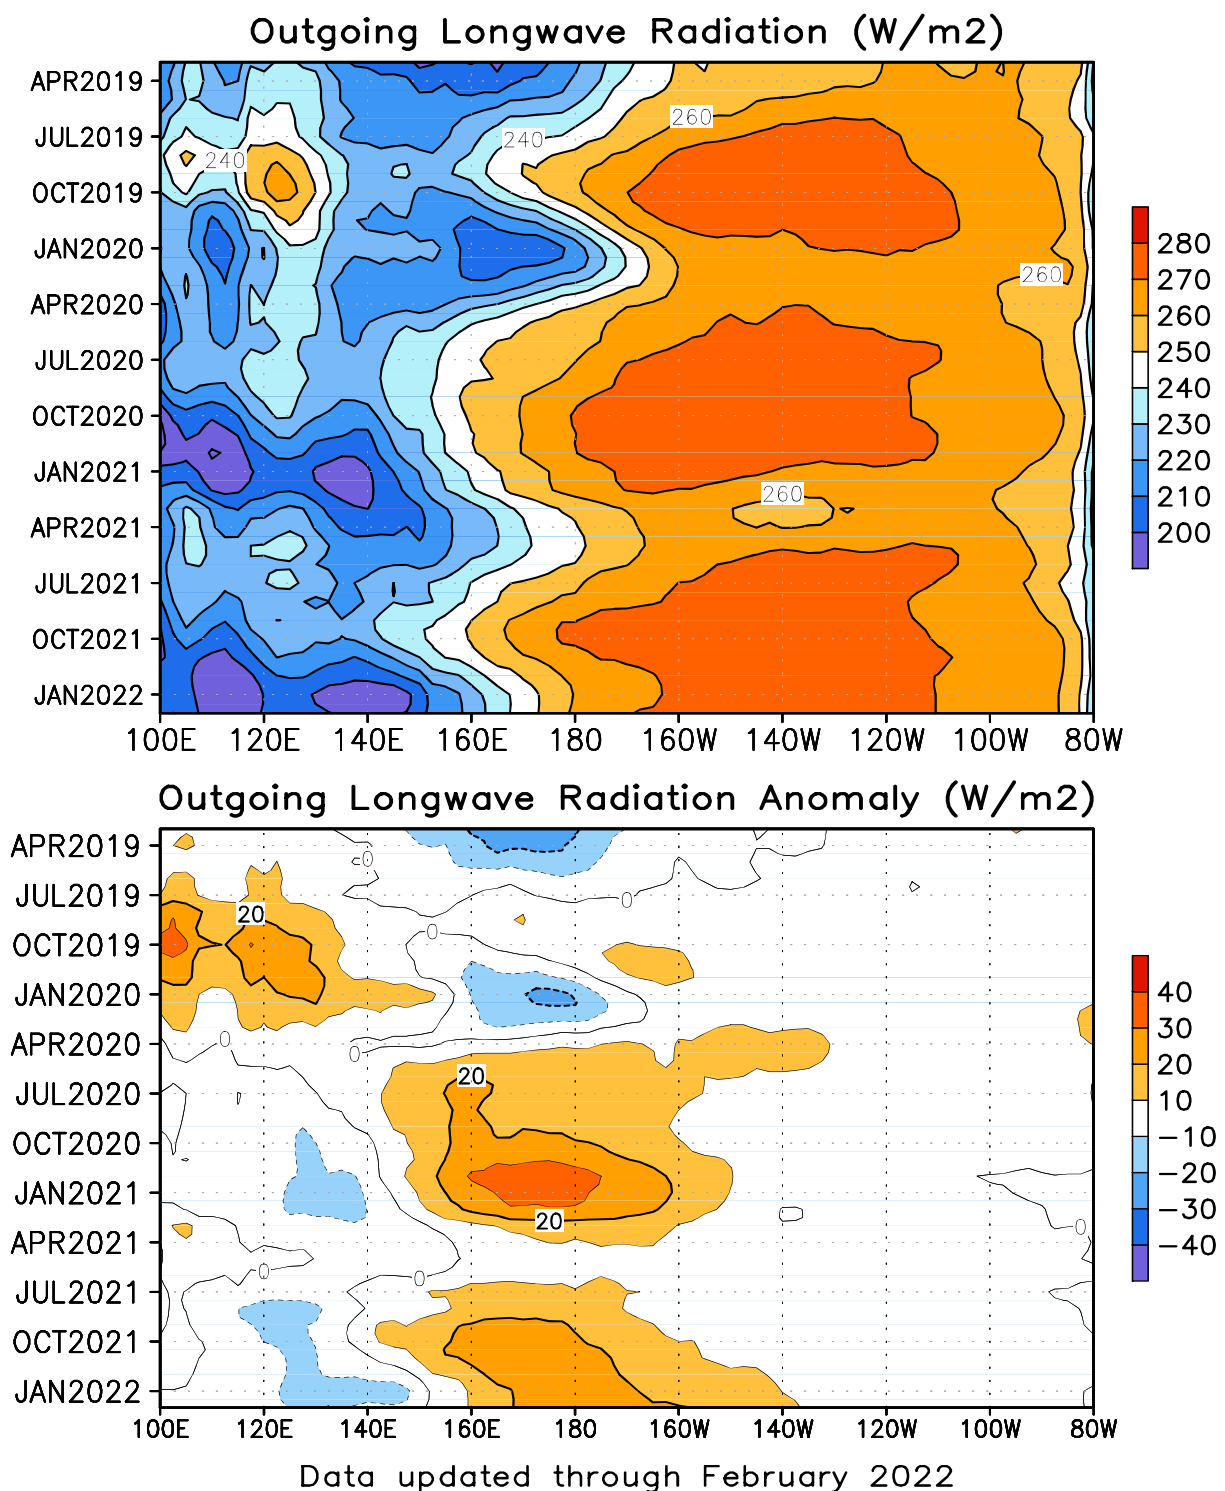 Outgoing Longwave Radiation (W/m2)
APR2019
JUL2019
OCT2019
JAN2020
APR2020
JUL2020
OCT2020
JAN2021
APR2021
JUL2021
OCT2021
JAN2022
260
240
240
260
260
100E 120E 140E 160E 180 160W 140W 120W 100W 80W
280
270
260
250
240
230
220
210
200
Outgoing Longwave Radiation Anomaly (W/m2)
APR2019
JUL2019
OCT2019
JAN2020
APR2020
JUL2020
OCT2020
JAN2021
APR2021
JUL2021
OCT2021
JAN2022
0
0
20
0
0
0
20
20
0
0
0
100E 120E 140E 160E 180 160W 140W 120W 100W 80W
40
30
20
10
−10
−20
−30
−40
Data updated through February 2022